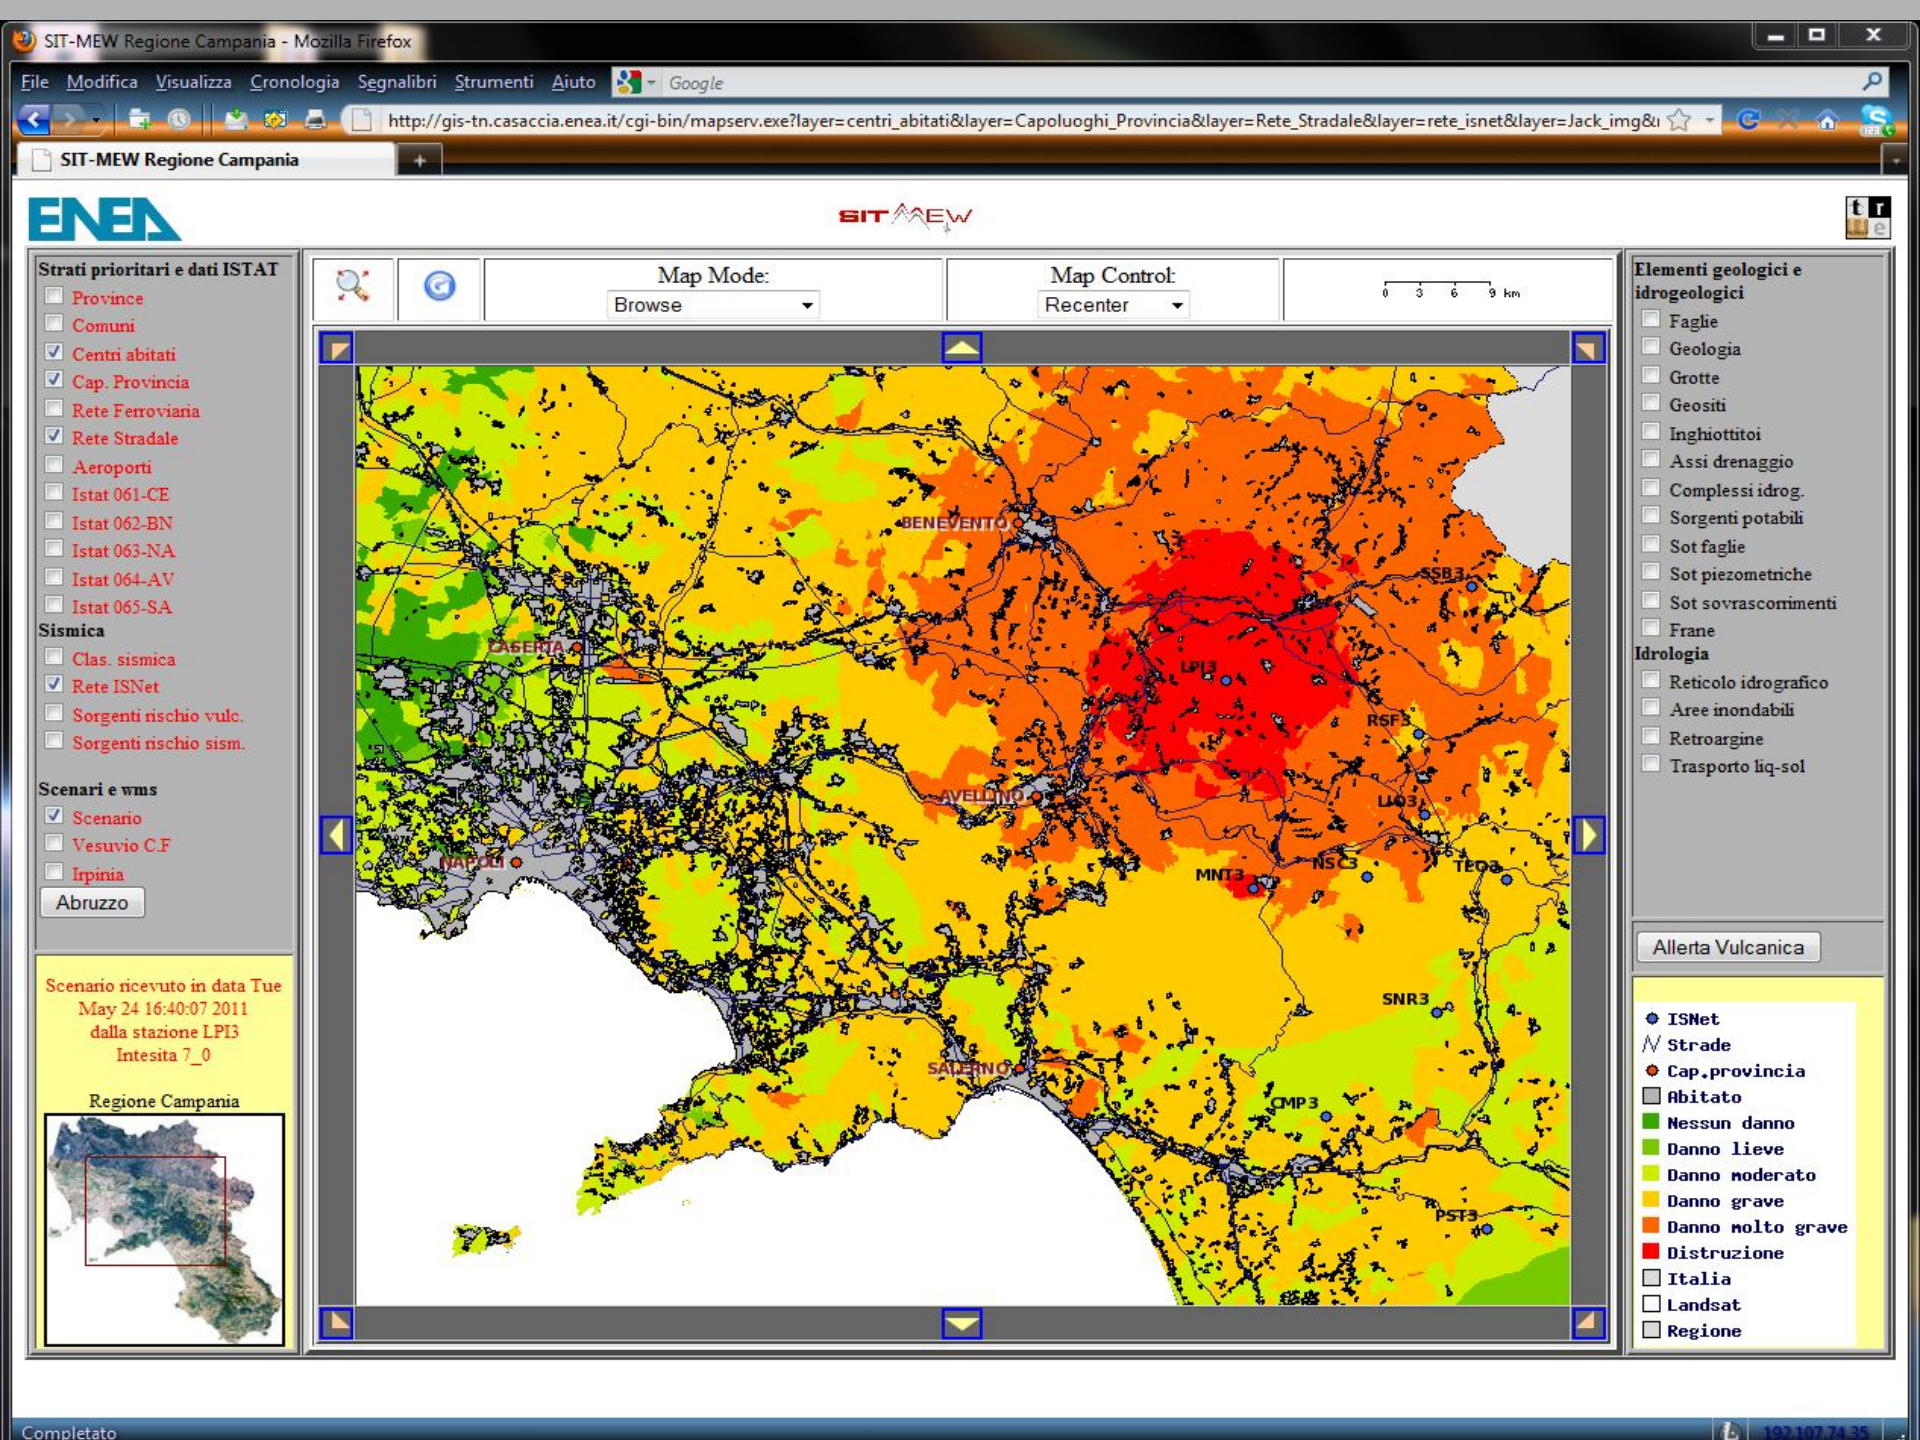 SIT-MEW Regione Campania - Mozilla Firefox
File Modifica Visualizza Cronologia Segnalibri Strumenti Aiuto Google
http://gis-tn.casaccia.enea.it/cgi-bin/mapserv.exe?layer=centri_abitati&layer=Capoluoghi_Provincia&layer=Rete_Stradale&layer=rete_isnet&layer=Jack_img&
SIT-MEW Regione Campania
ENEA
SIT MEW
t r e
Strati prioritari e dati ISTAT
Province
Comuni
Centri abitati
Cap. Provincia
Rete Ferroviaria
Rete Stradale
Aeroporti
Istat 061-CE
Istat 062-BN
Istat 063-NA
Istat 064-AV
Istat 065-SA
Sismica
Clas. sismica
Rete ISNet
Sorgenti rischio vulc.
Sorgenti rischio sism.
Scenari e wms
Scenario
Vesuvio C.F
Irpinia
Abruzzo
Scenario ricevuto in data Tue
May 24 16:40:07 2011
dalla stazione LPI3
Intesita 7_0
Regione Campania
Map Mode:
Browse
Map Control:
Recenter
0 3 6 9 km
BENEVENTO
SSB3
CASERTA
LPI3
RSF3
AVELLINO
LIO3
NAPOLI
MNT3
NSC3
TEO3
SNR3
SALERNO
CMP3
PST3
Elementi geologici e
idrogeologici
Faglie
Geologia
Grotte
Geositi
Inghiottitoi
Assi drenaggio
Complessi idrog.
Sorgenti potabili
Sot faglie
Sot piezometriche
Sot sovrascorrimenti
Frane
Idrologia
Reticolo idrografico
Aree inondabili
Retroargine
Trasporto liq-sol
Allerta Vulcanica
ISNet
Strade
Cap.provincia
Abitato
Nessun danno
Danno lieve
Danno moderato
Danno grave
Danno molto grave
Distruzione
Italia
Landsat
Regione
Completato
192.107.74.35